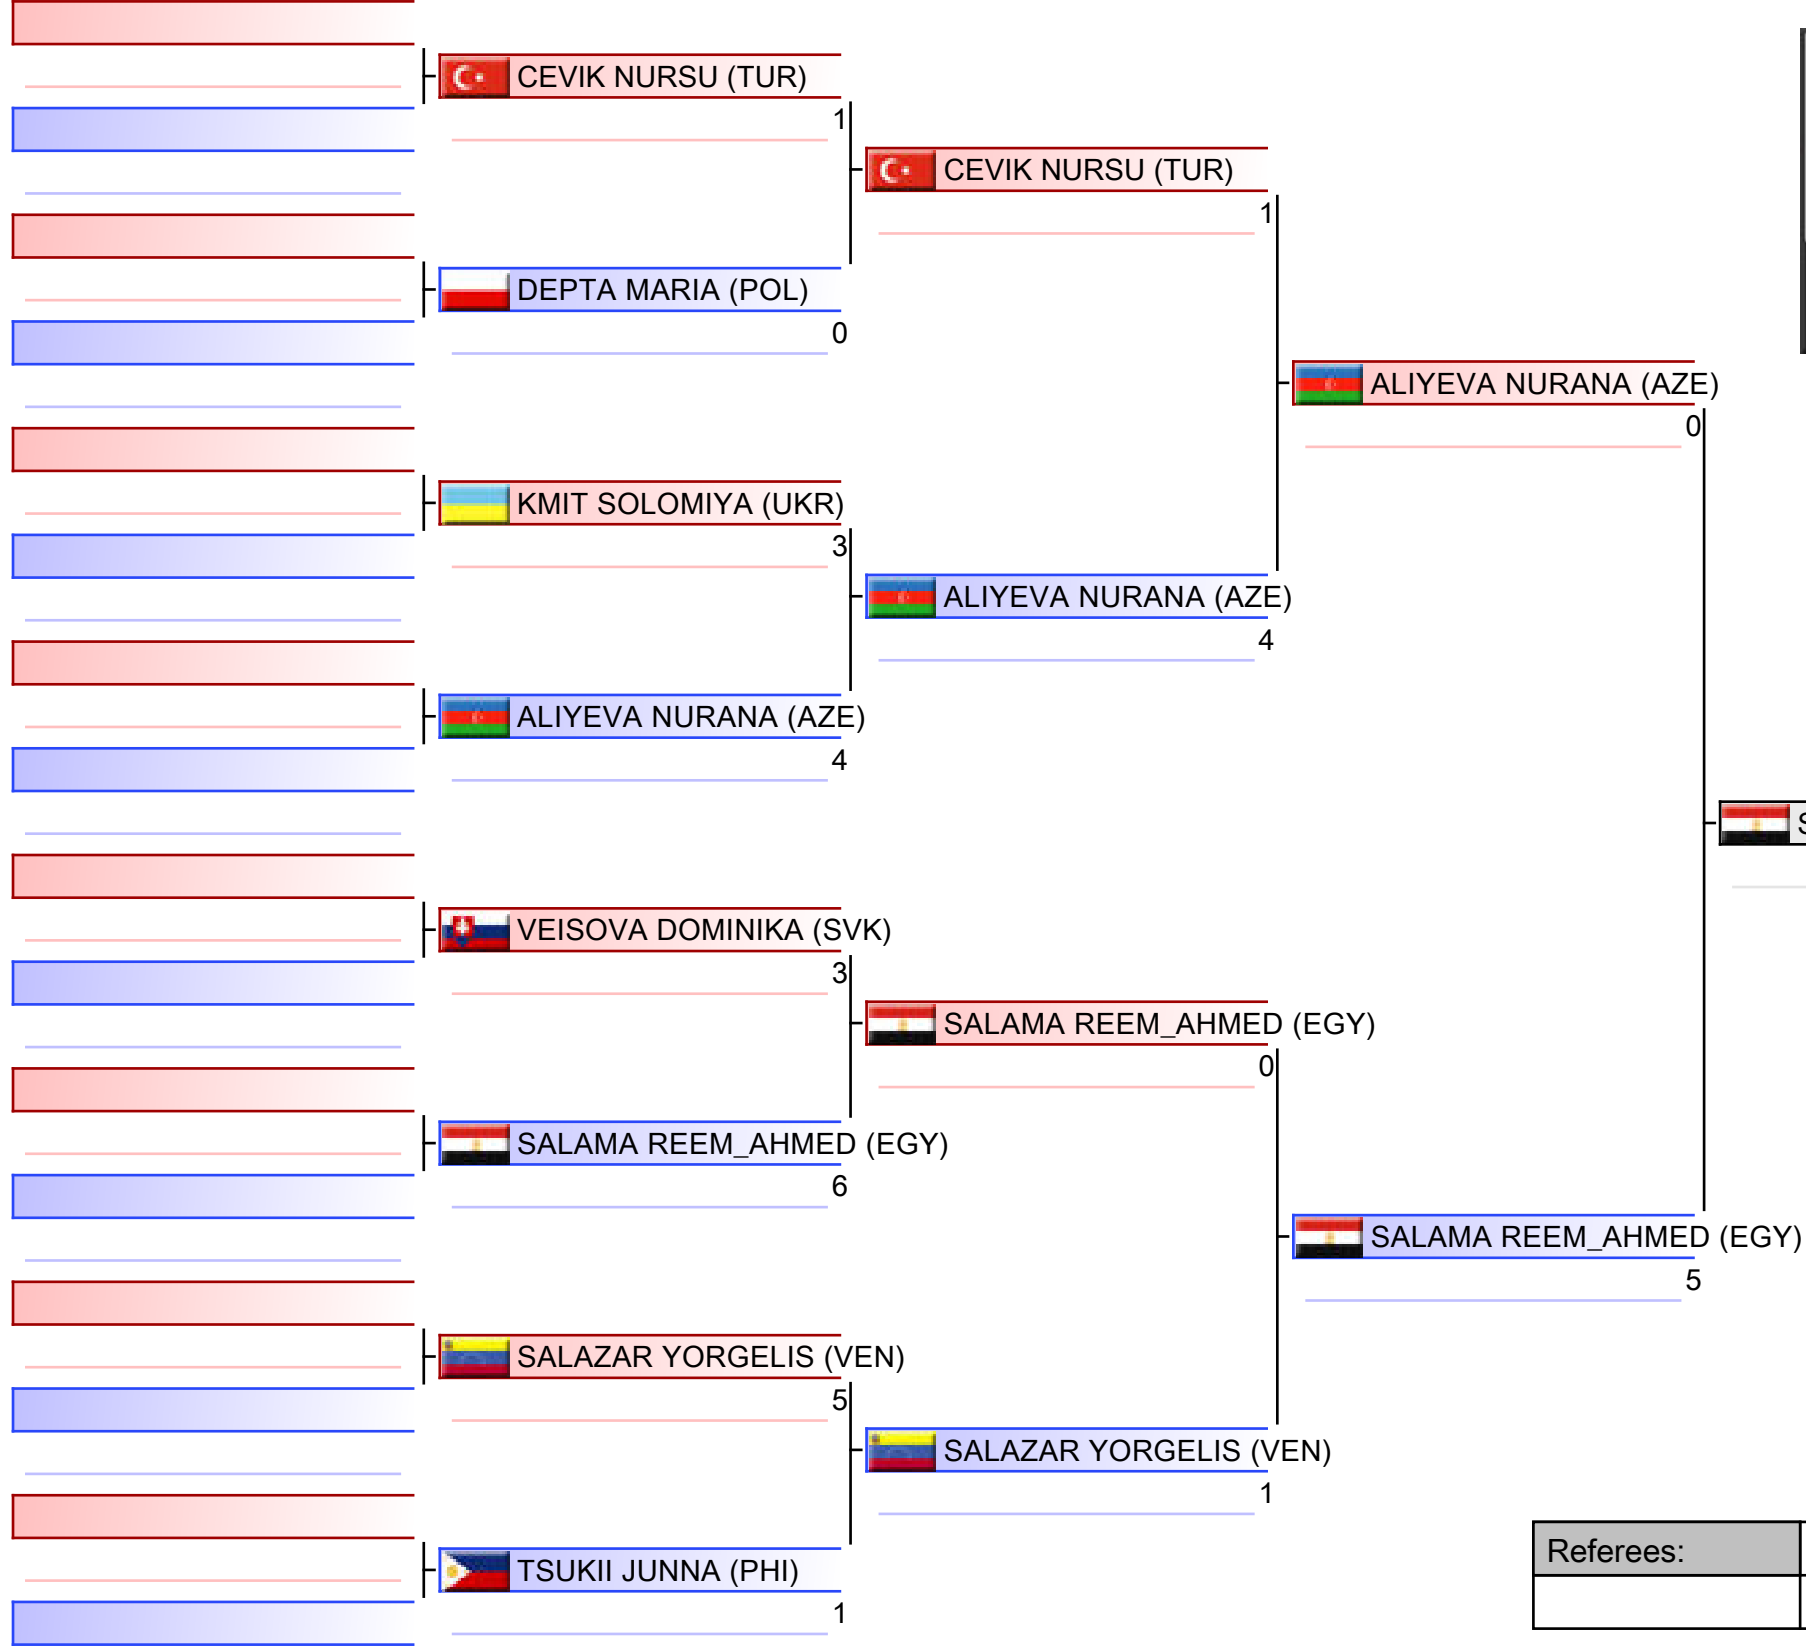 CEVIK NURSU (TUR)
1
CEVIK NURSU (TUR)
1
DEPTA MARIA (POL)
0
ALIYEVA NURANA (AZE)
0
KMIT SOLOMIYA (UKR)
3
ALIYEVA NURANA (AZE)
4
ALIYEVA NURANA (AZE)
4
S
VEISOVA DOMINIKA (SVK)
3
SALAMA REEM_AHMED (EGY)
0
SALAMA REEM_AHMED (EGY)
6
SALAMA REEM_AHMED (EGY)
5
SALAZAR YORGELIS (VEN)
5
SALAZAR YORGELIS (VEN)
1
TSUKII JUNNA (PHI)
1
Referees: